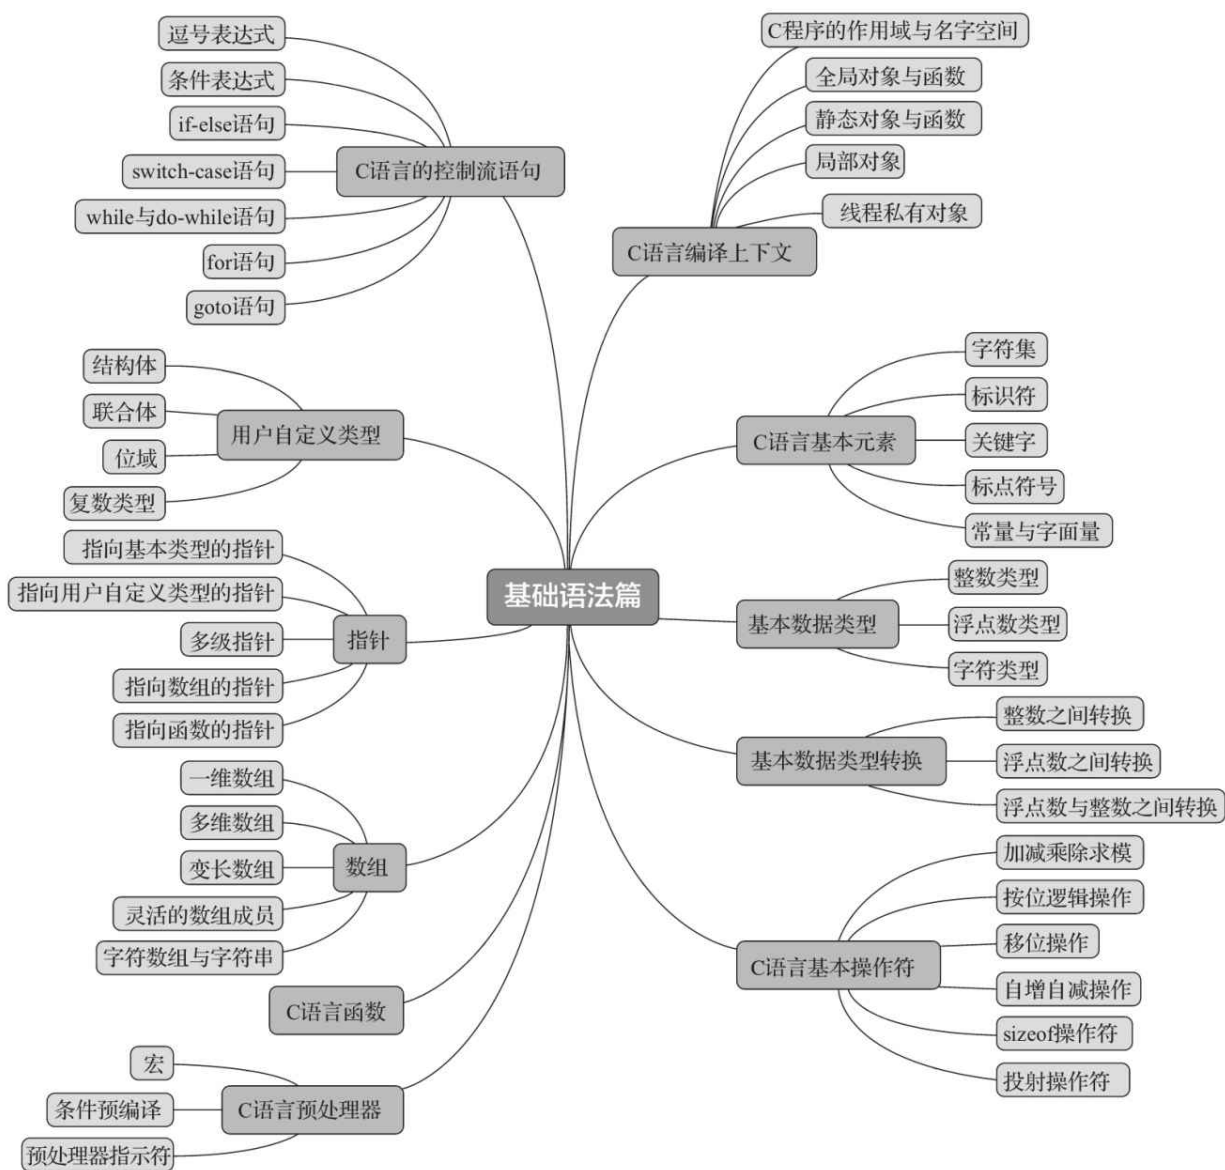 逗号表达式
条件表达式
if-else语句
switch-case语句
while与do-while语句
for语句
goto语句
C语言的控制流语句
结构体
联合体
位域
复数类型
用户自定义类型
指向基本类型的指针
指向用户自定义类型的指针
多级指针
指向数组的指针
指向函数的指针
指针
一维数组
多维数组
变长数组
灵活的数组成员
字符数组与字符串
数组
C语言函数
宏
条件预编译
预处理器指示符
C语言预处理器
基础语法篇
C程序的作用域与名字空间
全局对象与函数
静态对象与函数
局部对象
线程私有对象
C语言编译上下文
字符集
标识符
关键字
标点符号
常量与字面量
C语言基本元素
整数类型
浮点数类型
字符类型
基本数据类型
整数之间转换
浮点数之间转换
浮点数与整数之间转换
基本数据类型转换
加减乘除求模
按位逻辑操作
移位操作
自增自减操作
sizeof操作符
投射操作符
C语言基本操作符